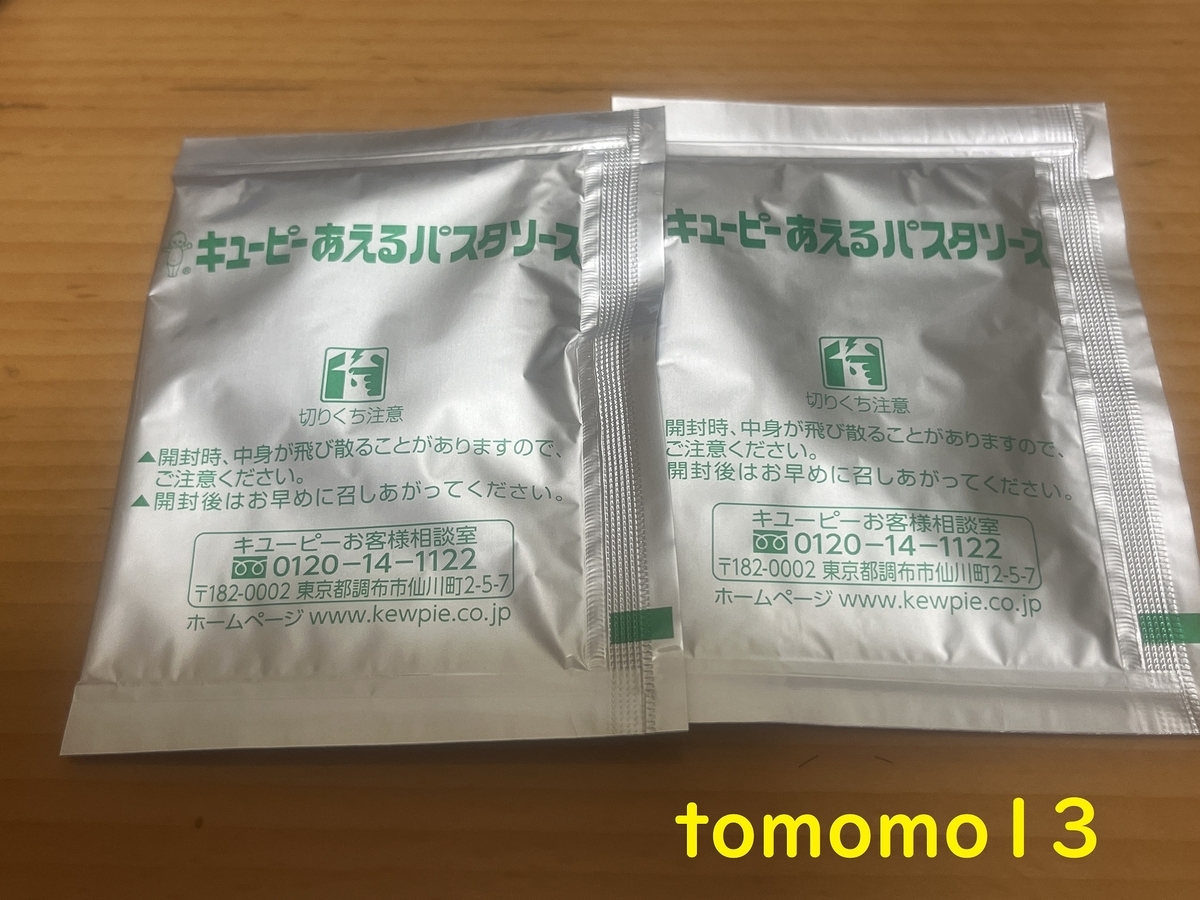 キユーピー あえるパスタソース
切りくち注意
▲開封時、中身が飛び散ることがありますので、
ご注意ください。
▲開封後はお早めに召しあがってください。
キユーピーお客様相談室
0120-14-1122
〒182-0002 東京都調布市仙川町2-5-7
ホームページ www.kewpie.co.jp
キユーピー あえるパスタソース
切りくち注意
開封時、中身が飛び散ることがありますので、
ご注意ください。
開封後はお早めに召しあがってください。
キユーピーお客様相談室
0120-14-1122
〒182-0002 東京都調布市仙川町2-5-7
ホームページ www.kewpie.co.jp
tomomo13